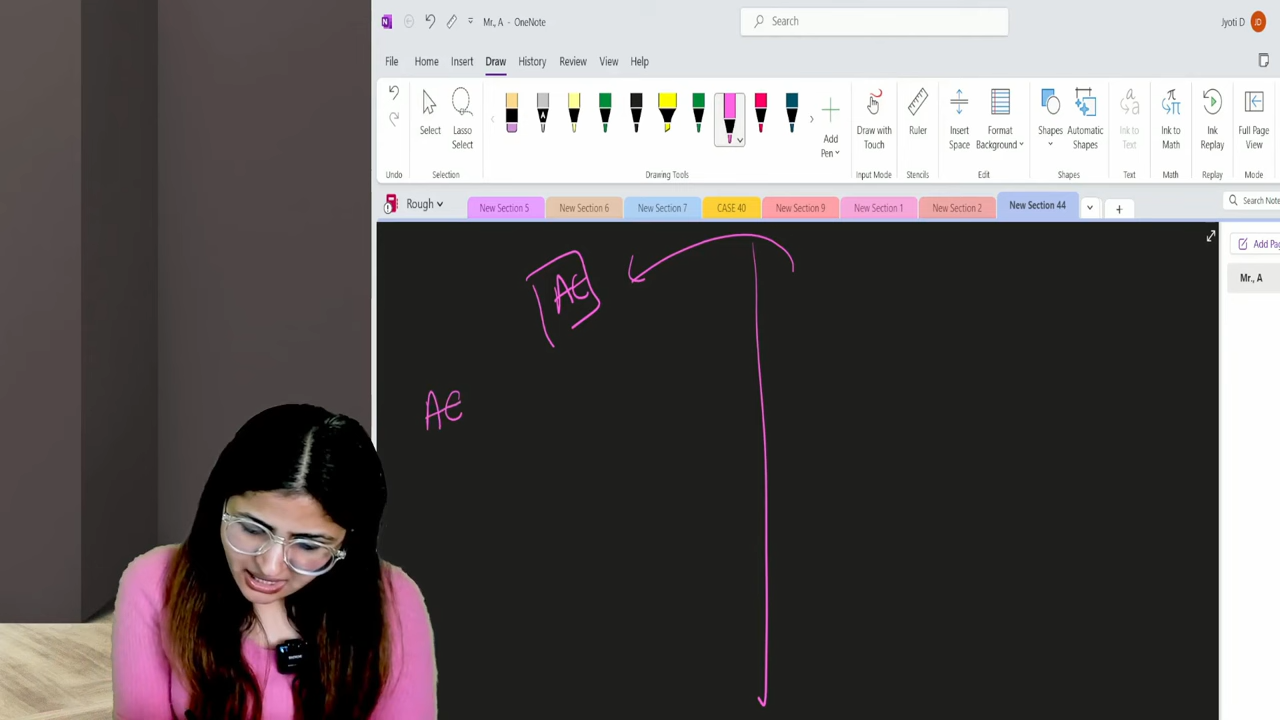 Mr., A - OneNote
Search
Jyoti D
JD
File
Home
Insert
Draw
History
Review
View
Help
Undo
Select
Lasso Select
Selection
Drawing Tools
Add Pen
Draw with Touch
Input Mode
Ruler
Stencils
Insert Space
Format Background
Edit
Shapes
Automatic Shapes
Shapes
Ink to Text
Text
Ink to Math
Math
Ink Replay
Replay
Full Page View
Mode
Rough
New Section 5
New Section 6
New Section 7
CASE 40
New Section 9
New Section 1
New Section 2
New Section 44
Search Note
Add Pag
Mr., A
AE
AE